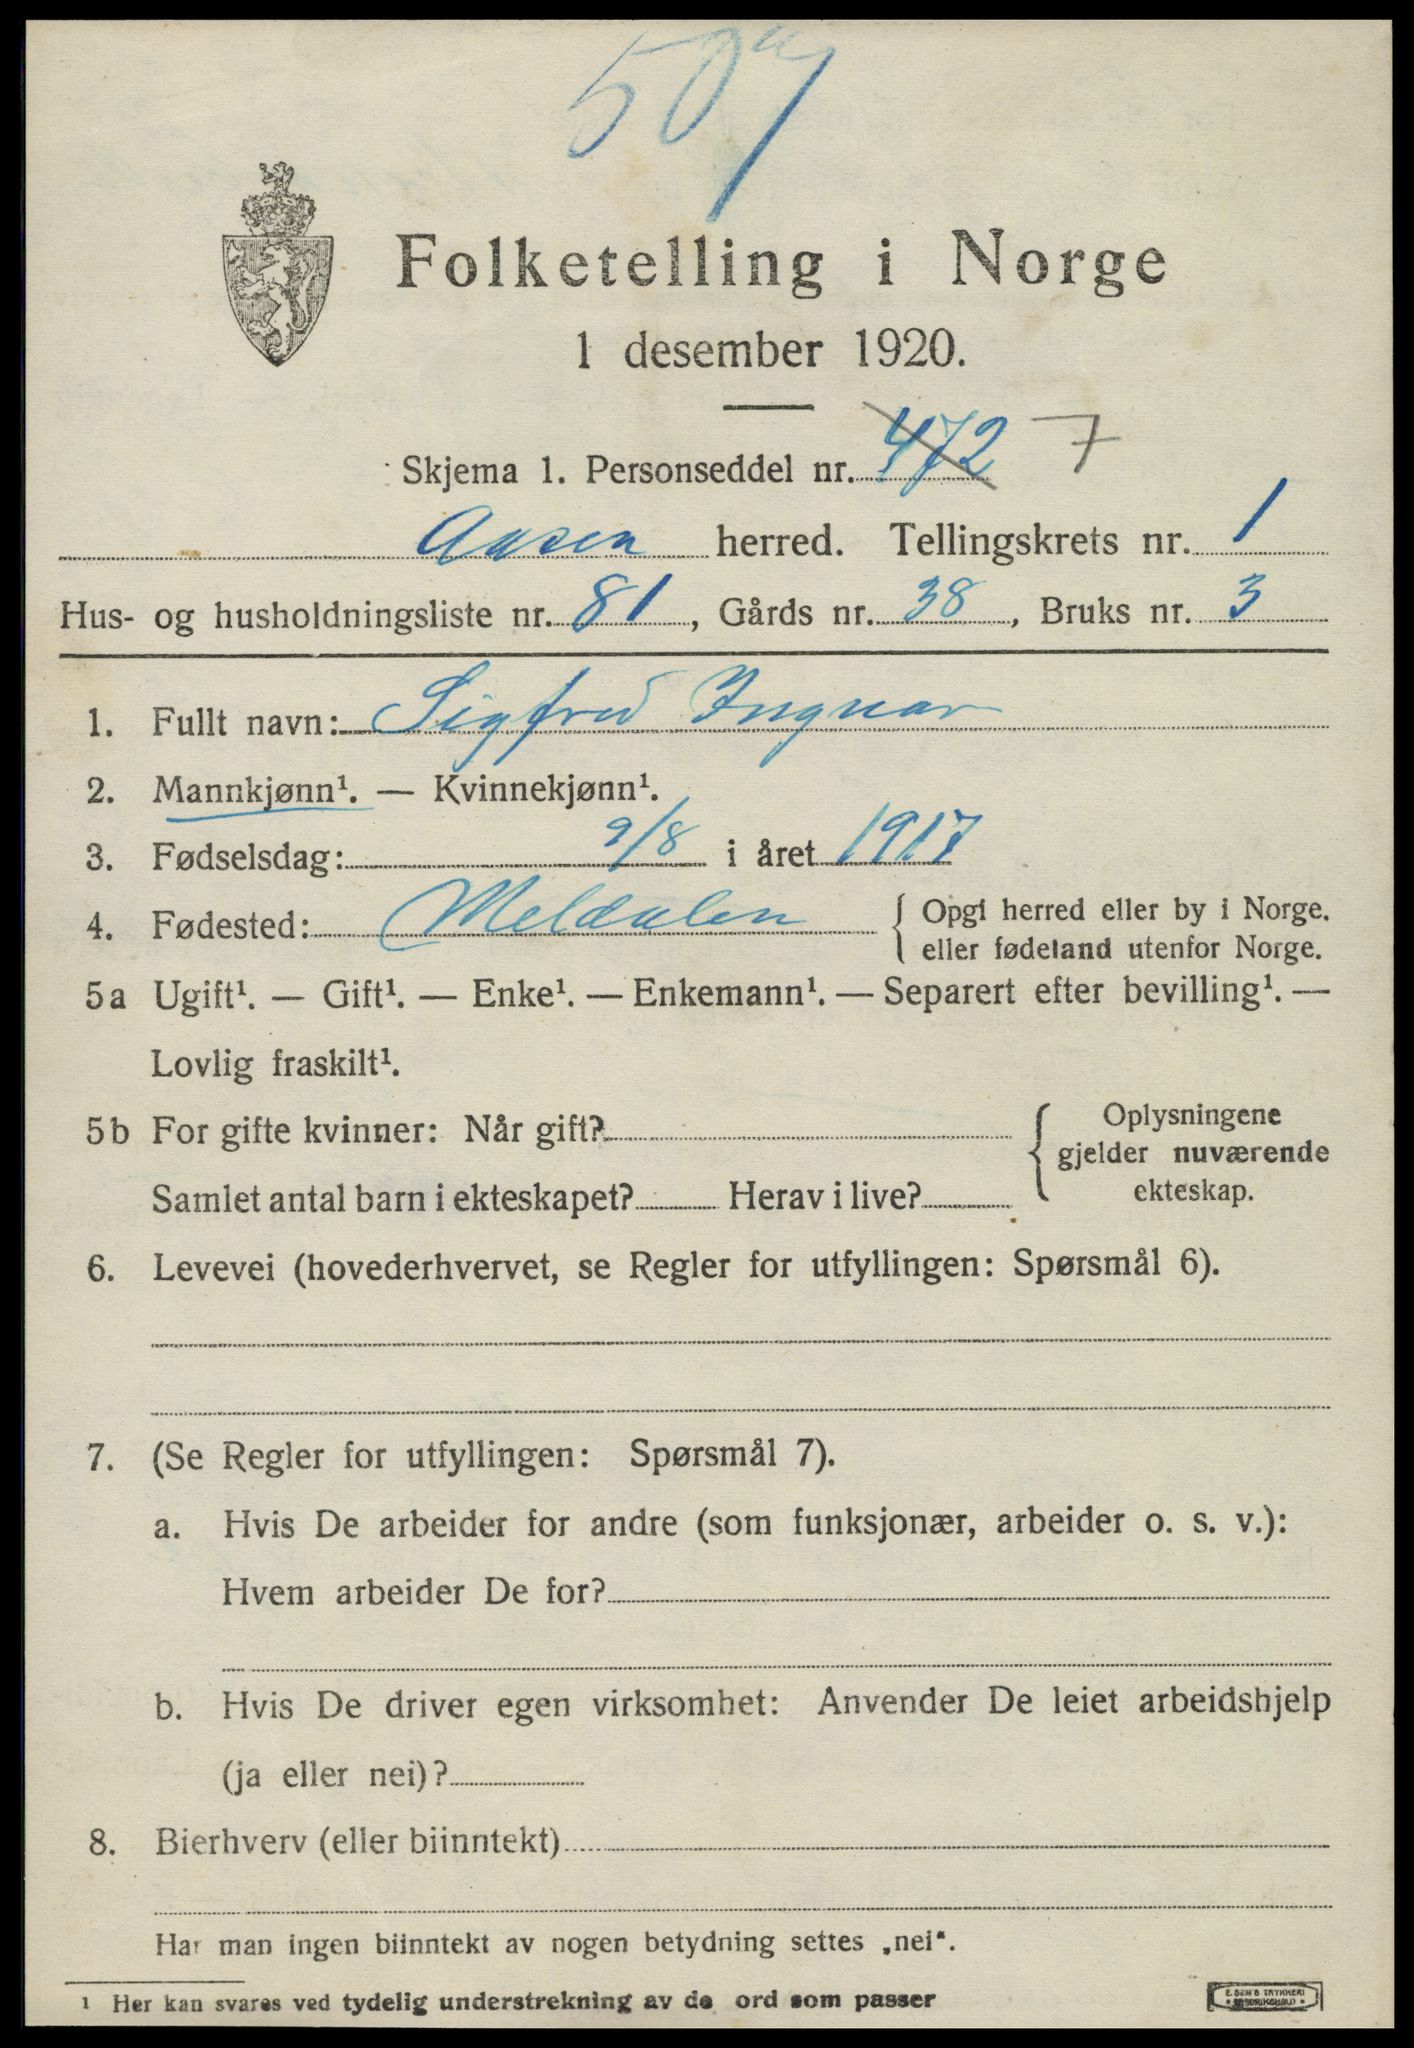 507
Folketelling i Norge
1 desember 1920.
Skjema 1. Personseddel nr. 472 7
Aasen herred. Tellingskrets nr. 1
Hus- og husholdningsliste nr. 81, Gårds nr. 38, Bruks nr. 3
1. Fullt navn: Sigfred Ingvar
2. Mannkjønn¹. — Kvinnekjønn¹.
3. Fødselsdag: 9/8 i året 1917
4. Fødested: Meldalen { Opgi herred eller by i Norge.
eller fødeland utenfor Norge.
5a Ugift¹. — Gift¹. — Enke¹. — Enkemann¹. — Separert efter bevilling¹. —
Lovlig fraskilt¹.
5b For gifte kvinner: Når gift? { Oplysningene
gjelder nuværende
Samlet antal barn i ekteskapet? Herav i live? ekteskap.
6. Levevei (hovederhvervet, se Regler for utfyllingen: Spørsmål 6).
7. (Se Regler for utfyllingen: Spørsmål 7).
a. Hvis De arbeider for andre (som funksjonær, arbeider o. s. v.):
Hvem arbeider De for?
b. Hvis De driver egen virksomhet: Anvender De leiet arbeidshjelp
(ja eller nei)?
8. Bierhverv (eller biinntekt)
Har man ingen biinntekt av nogen betydning settes „nei“.
¹ Her kan svares ved tydelig understrekning av de ord som passer
E. SEM'S TRYKKERI
FREDRIKSHALD